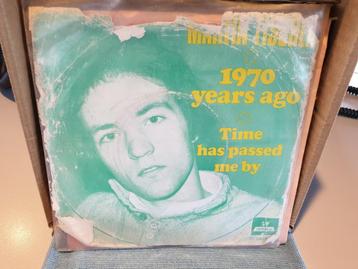 1970
years ago
Time
has passed
me by